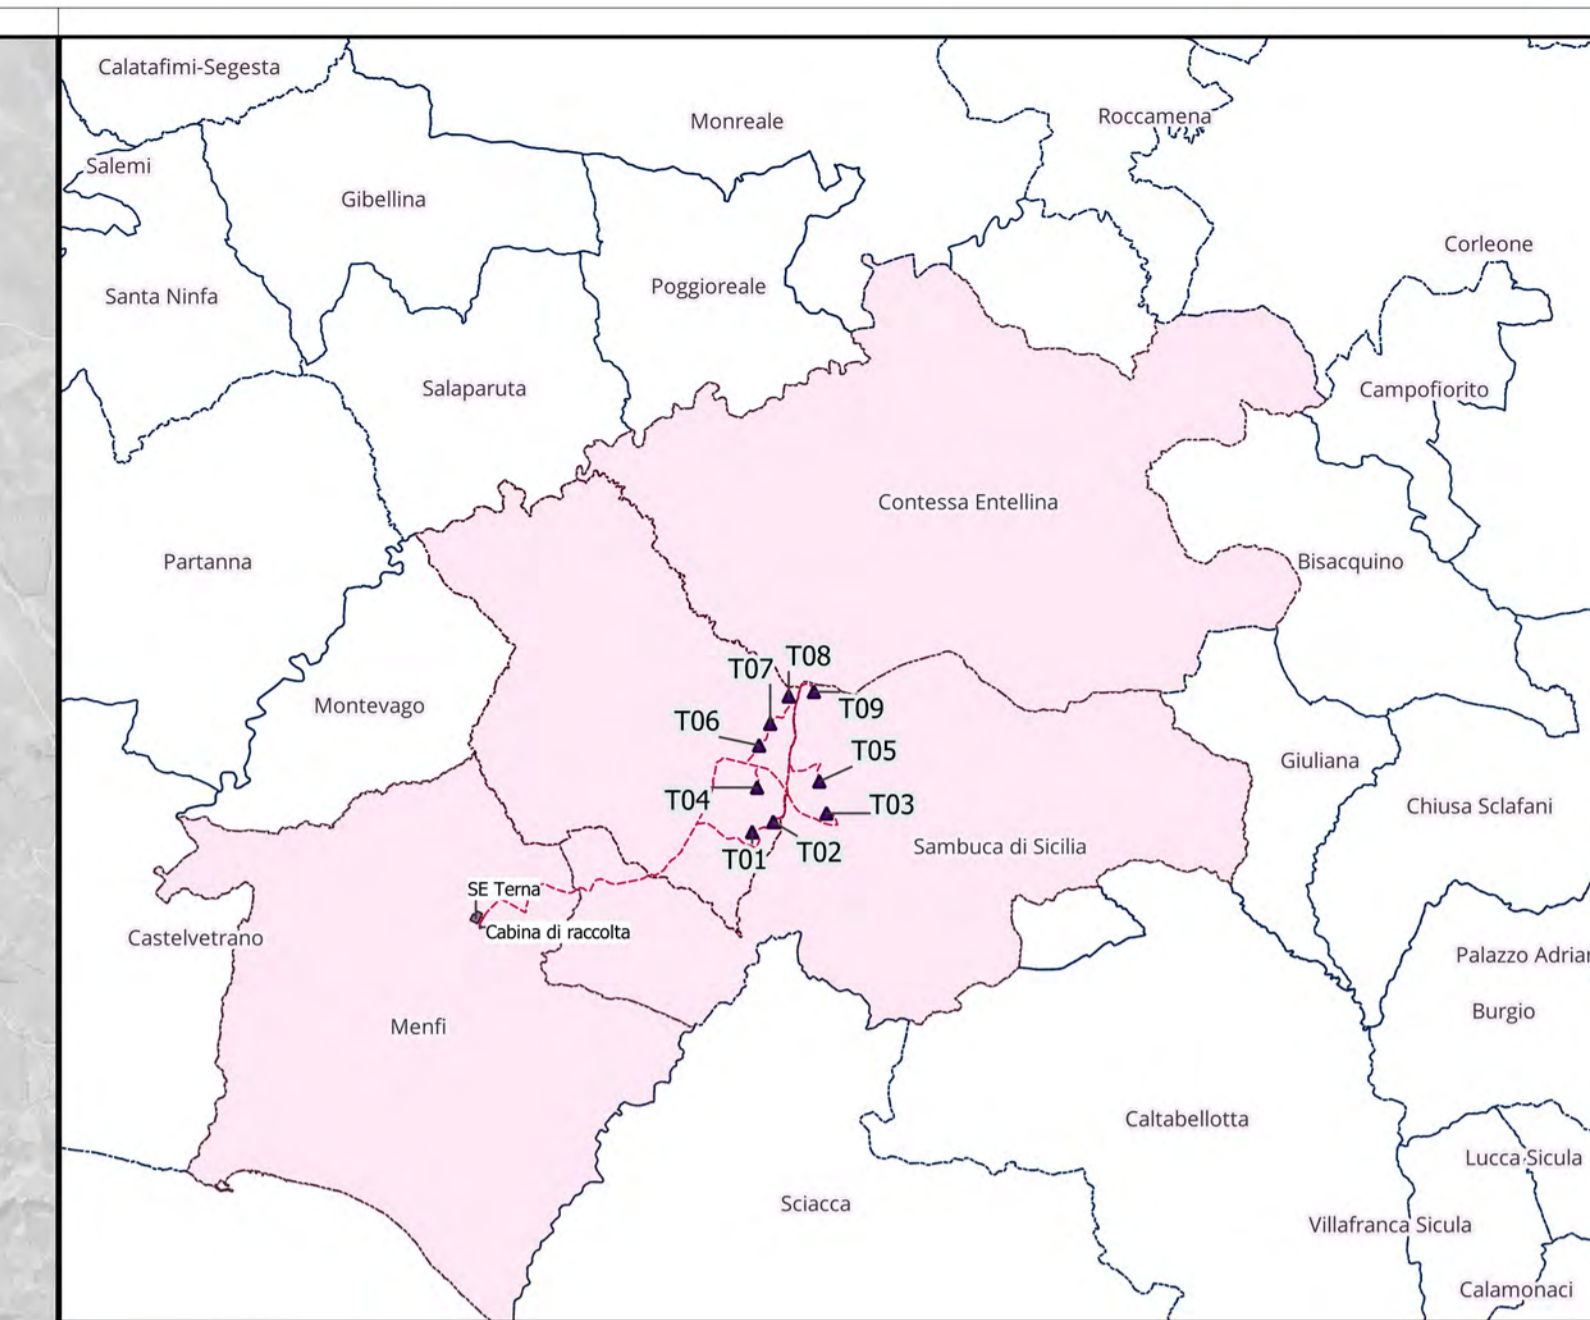 Calatafimi-Segesta
Monreale
Roccamena
Salemi
Gibellina
Corleone
Santa Ninfa
Poggioreale
Salaparuta
Campofiorito
Contessa Entellina
Partanna
Bisacquino
T08
T07
Montevago
T09
T06
T05
Giuliana
T04
T03
Chiusa Sclafani
Sambuca di Sicilia
T02
T01
SE Terna
Cabina di raccolta
Castelvetrano
Palazzo Adrian
Burgio
Menfi
Caltabellotta
Lucca Sicula
Sciacca
Villafranca Sicula
Calamonaci